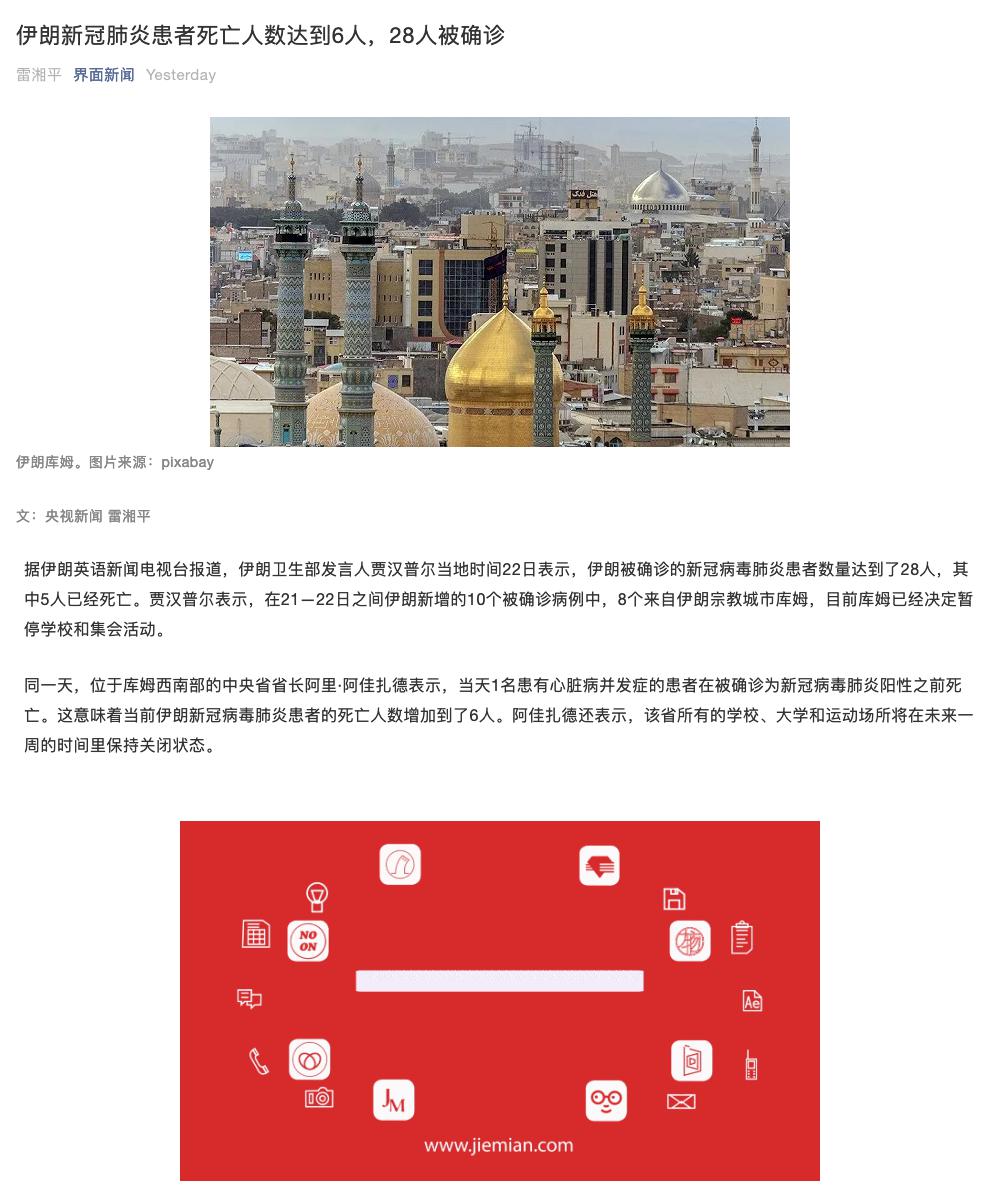 伊朗新冠肺炎患者死亡人数达到6人，28人被确诊
雷湘平 界面新闻 Yesterday
هتل فدک
伊朗库姆。图片来源：pixabay
文：央视新闻 雷湘平
据伊朗英语新闻电视台报道，伊朗卫生部发言人贾汉普尔当地时间22日表示，伊朗被确诊的新冠病毒肺炎患者数量达到了28人，其
中5人已经死亡。贾汉普尔表示，在21—22日之间伊朗新增的10个被确诊病例中，8个来自伊朗宗教城市库姆，目前库姆已经决定暂
停学校和集会活动。
同一天，位于库姆西南部的中央省省长阿里·阿佳扎德表示，当天1名患有心脏病并发症的患者在被确诊为新冠病毒肺炎阳性之前死
亡。这意味着当前伊朗新冠病毒肺炎患者的死亡人数增加到了6人。阿佳扎德还表示，该省所有的学校、大学和运动场所将在未来一
周的时间里保持关闭状态。
NO
ON
物
Ae
JM
www.jiemian.com